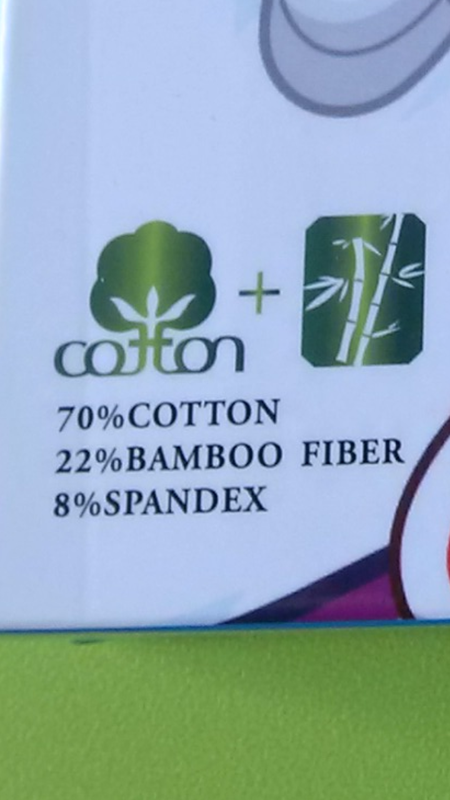 cotton +
70%COTTON
22%BAMBOO FIBER
8%SPANDEX